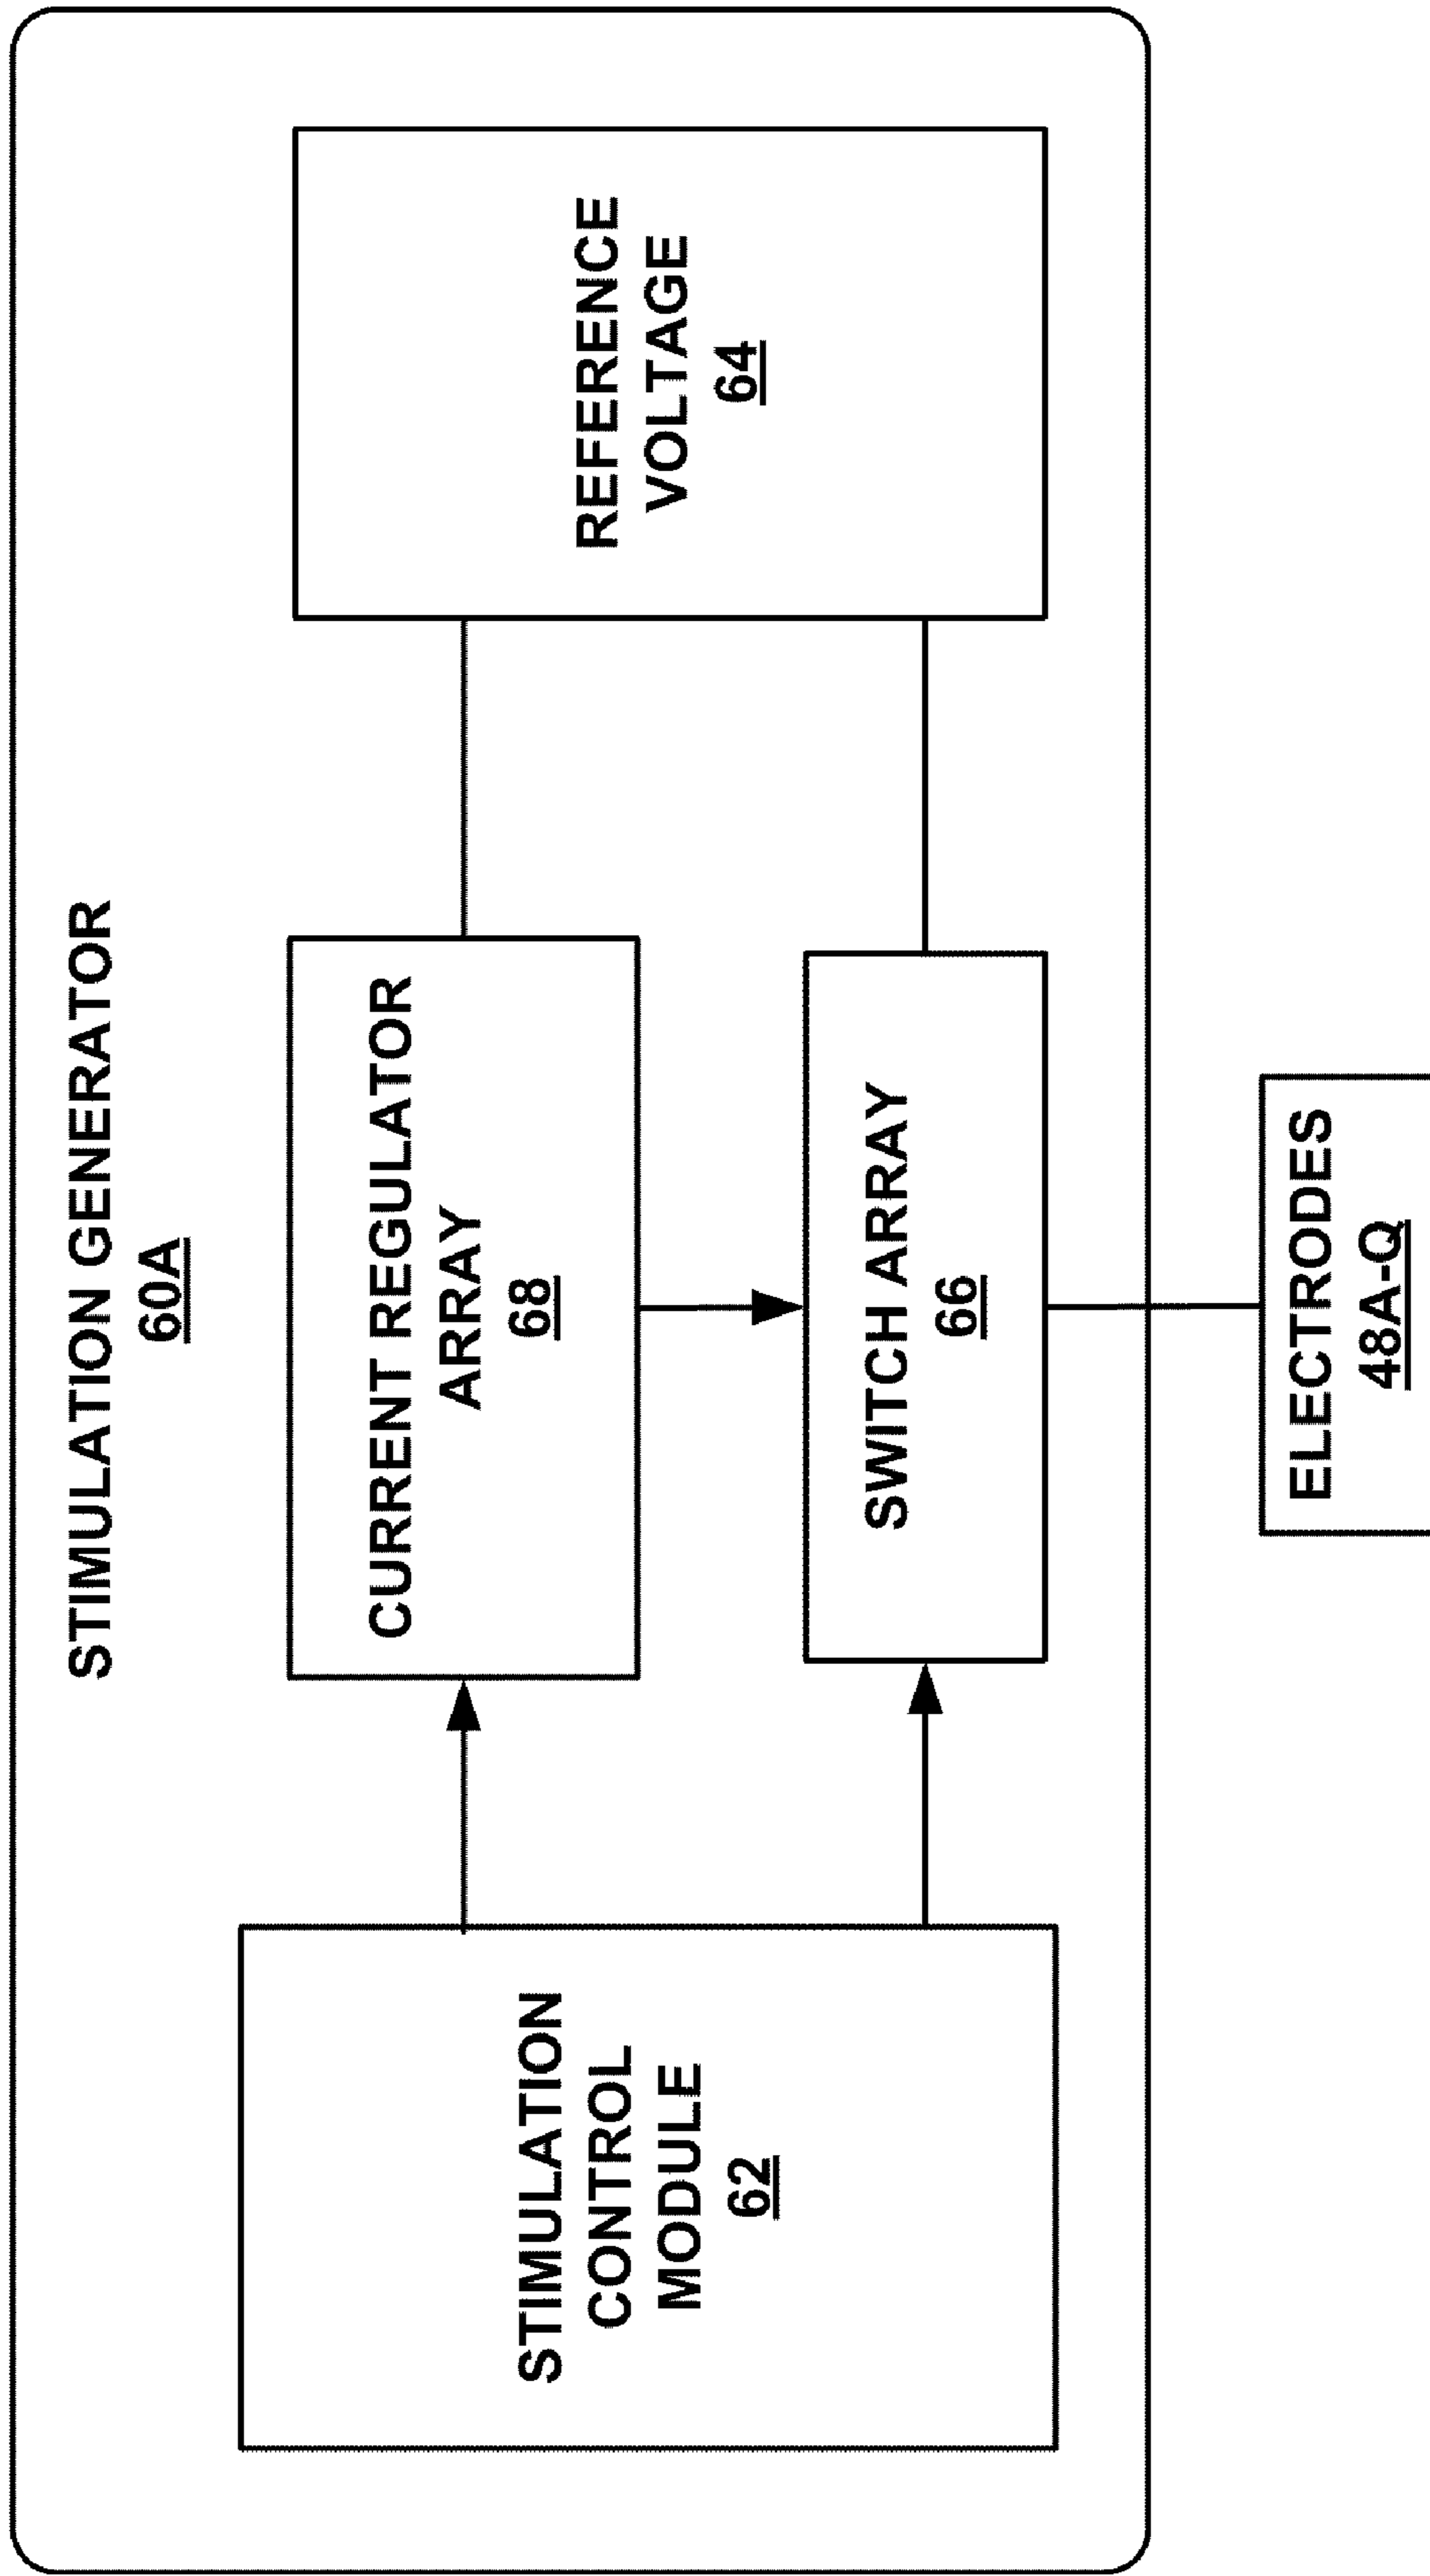 STIMULATION GENERATOR
60A
STIMULATION
CONTROL
MODULE
62
CURRENT REGULATOR
ARRAY
68
SWITCH ARRAY
66
REFERENCE
VOLTAGE
64
ELECTRODES
48A-Q